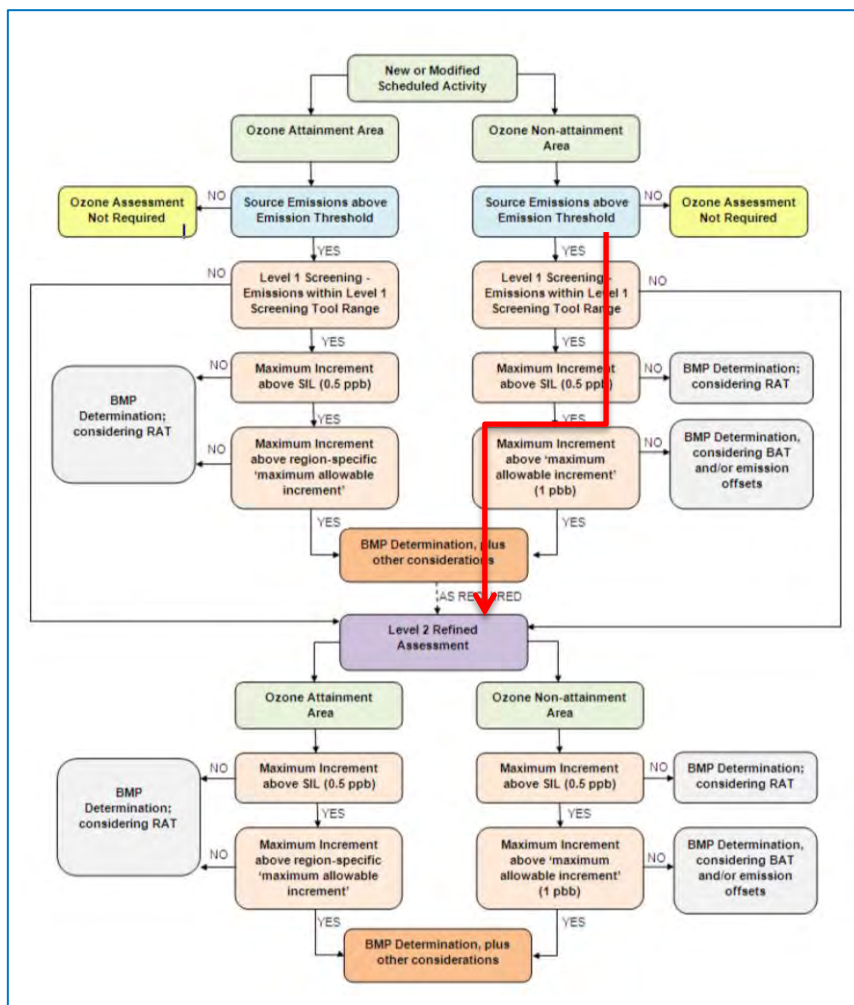 New or Modified
Scheduled Activity
Ozone Attainment Area
Ozone Non-attainment
Area
Ozone Assessment
Not Required
NO
Source Emissions above
Emission Threshold
Source Emissions above
Emission Threshold
NO
Ozone Assessment
Not Required
YES
YES
NO
Level 1 Screening -
Emissions within Level 1
Screening Tool Range
Level 1 Screening -
Emissions within Level 1
Screening Tool Range
NO
YES
YES
BMP
Determination;
considering RAT
NO
Maximum Increment
above SIL (0.5 ppb)
Maximum Increment
above SIL (0.5 ppb)
NO
BMP Determination;
considering RAT
YES
YES
NO
Maximum Increment
above region-specific
'maximum allowable
increment'
Maximum Increment
above 'maximum
allowable increment'
(1 pbb)
NO
BMP Determination,
considering BAT
and/or emission
offsets
YES
YES
BMP Determination, plus
other considerations
AS REQUIRED
Level 2 Refined
Assessment
Ozone Attainment
Area
Ozone Non-attainment
Area
BMP
Determination;
considering RAT
NO
Maximum Increment
above SIL (0.5 ppb)
Maximum Increment
above SIL (0.5 ppb)
NO
BMP Determination;
considering RAT
YES
YES
NO
Maximum Increment
above region-specific
'maximum allowable
increment'
Maximum Increment
above 'maximum
allowable increment'
(1 pbb)
NO
BMP Determination,
considering BAT
and/or emission
offsets
YES
YES
BMP Determination, plus
other considerations